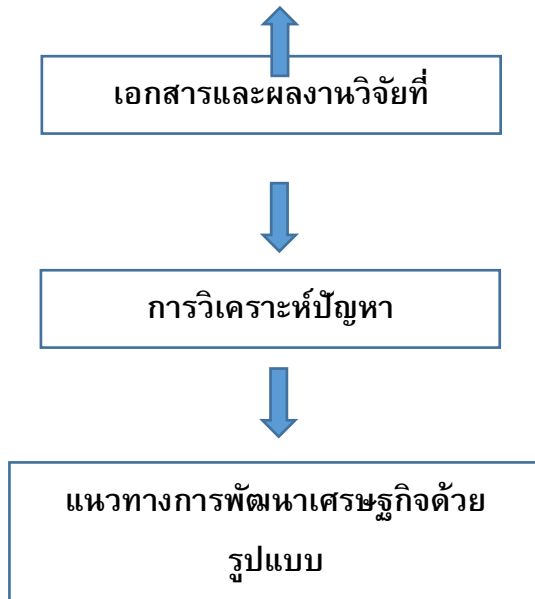 เอกสารและผลงานวิจัยที่
การวิเคราะห์ปัญหา
แนวทางการพัฒนาเศรษฐกิจด้วย
รูปแบบ